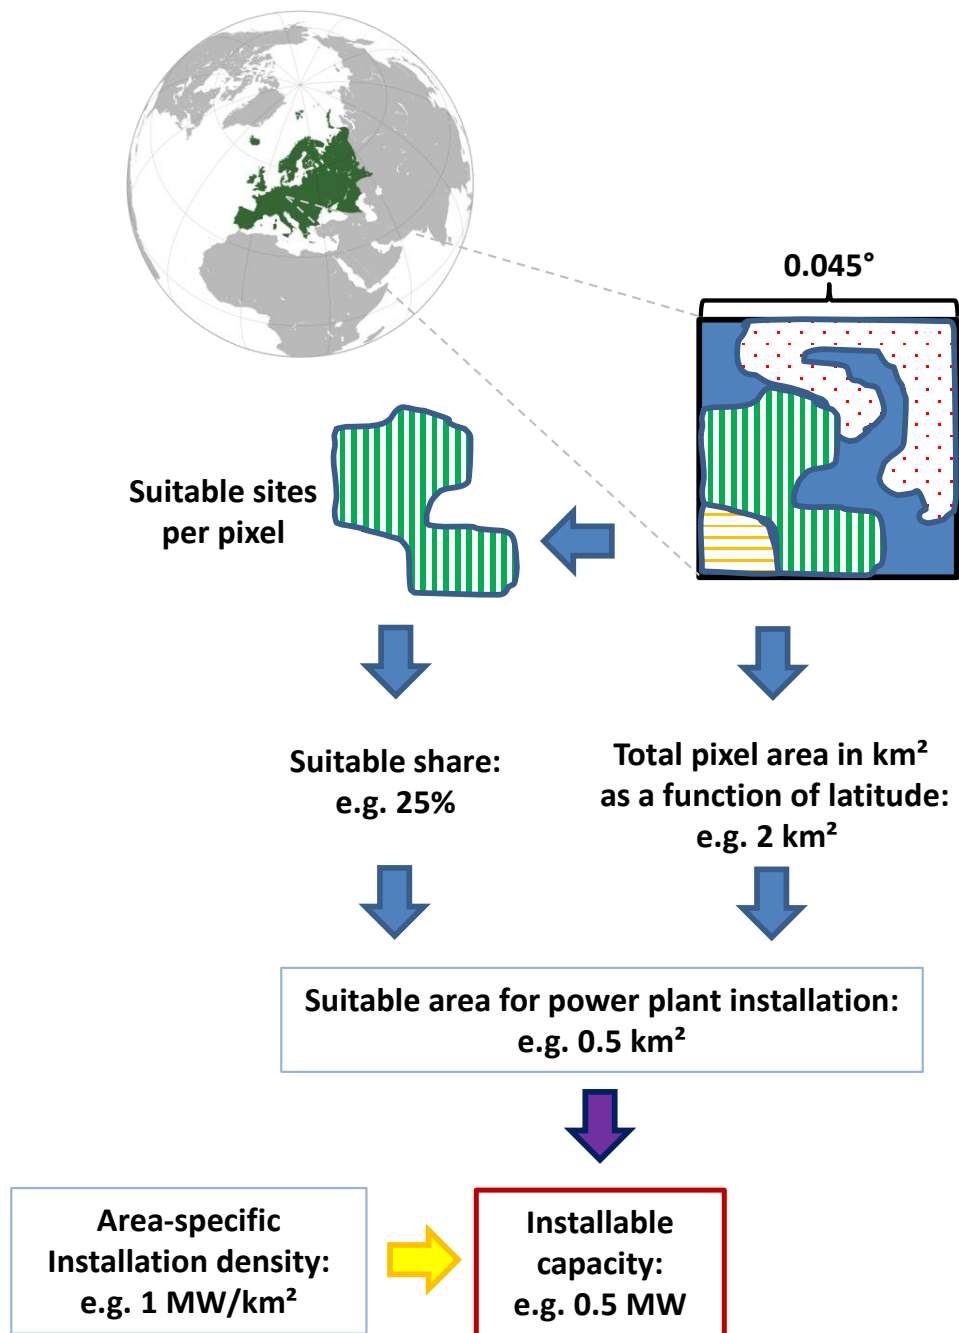 0.045°
Suitable sites
per pixel
Suitable share:
e.g. 25%
Total pixel area in km²
as a function of latitude:
e.g. 2 km²
Suitable area for power plant installation:
e.g. 0.5 km²
Area-specific
Installation density:
e.g. 1 MW/km²
Installable
capacity:
e.g. 0.5 MW